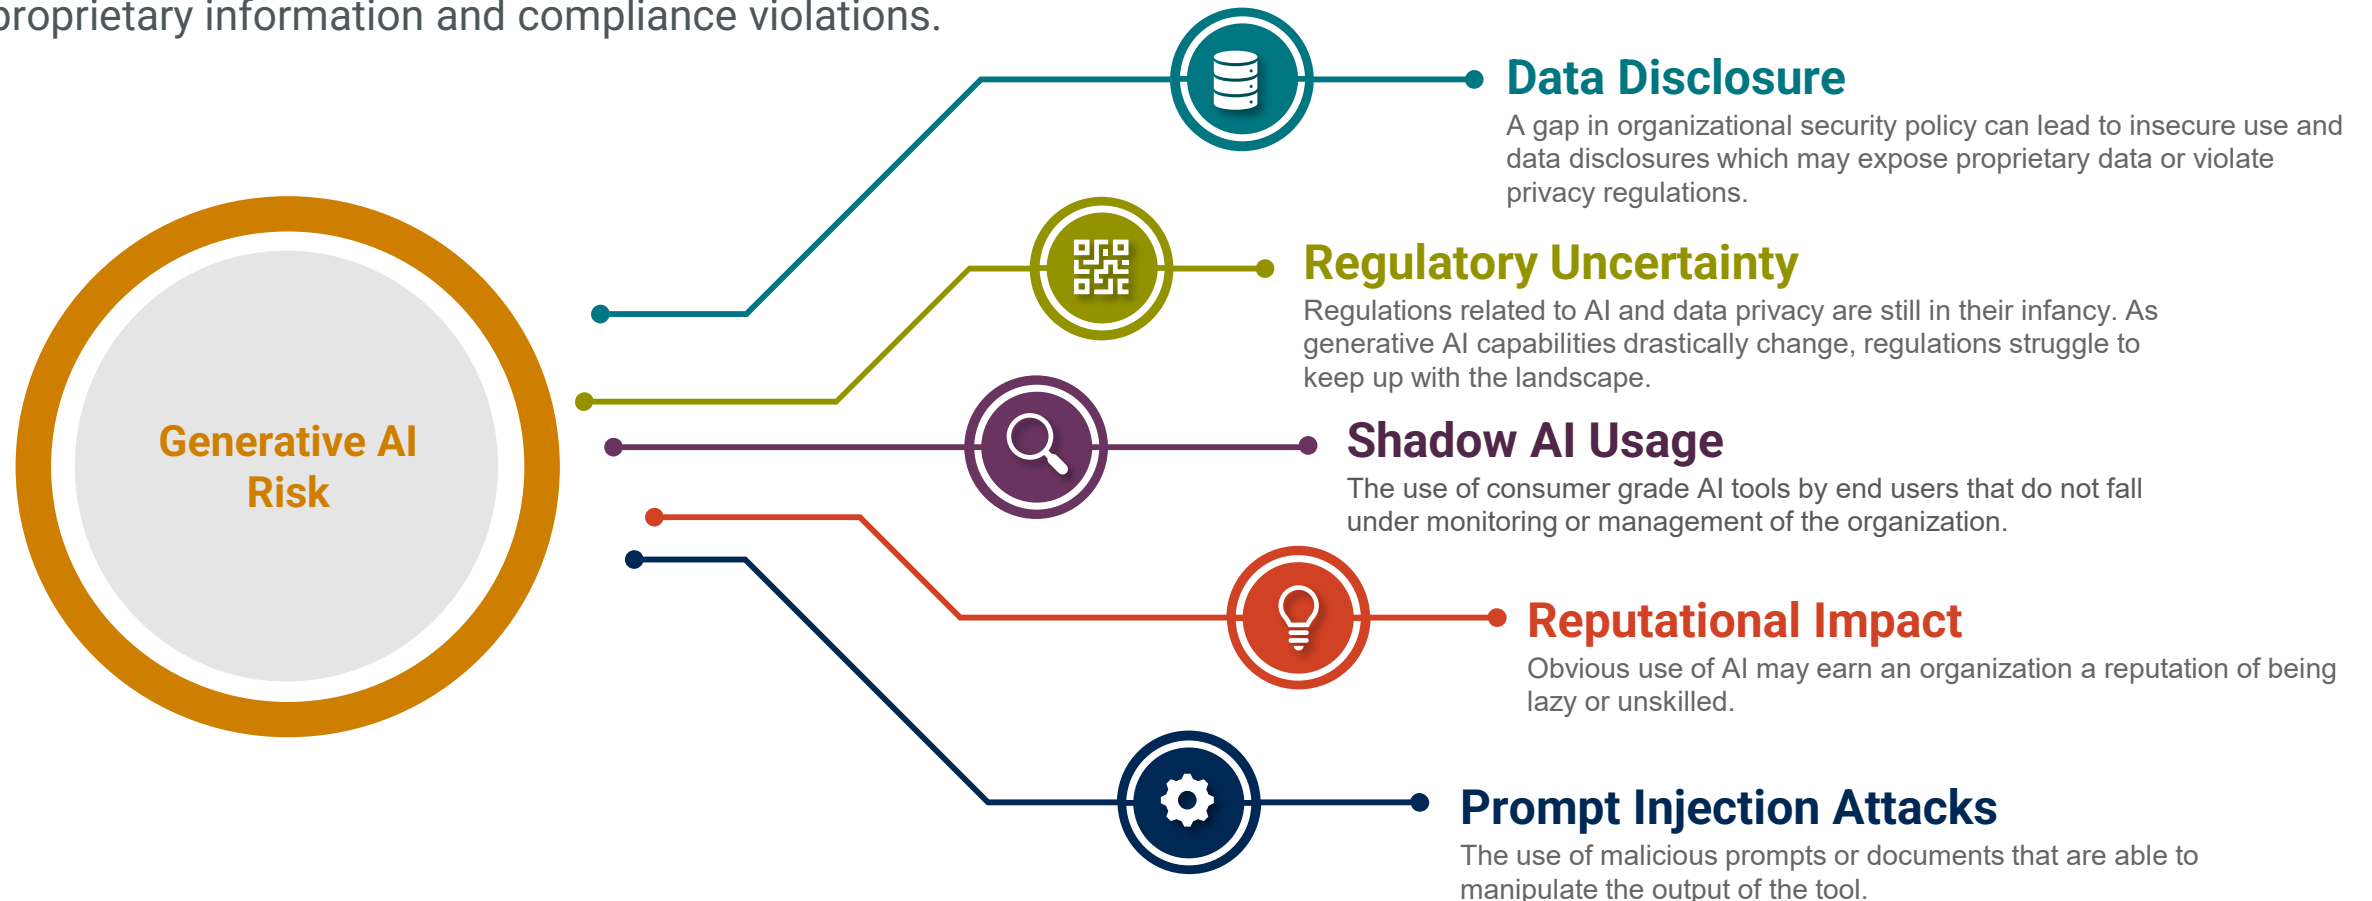 proprietary information and compliance violations.
Data Disclosure
A gap in organizational security policy can lead to insecure use and
data disclosures which may expose proprietary data or violate
privacy regulations.
Regulatory Uncertainty
Regulations related to AI and data privacy are still in their infancy. As
generative AI capabilities drastically change, regulations struggle to
keep up with the landscape.
Generative AI
Risk
Shadow AI Usage
The use of consumer grade AI tools by end users that do not fall
under monitoring or management of the organization.
Reputational Impact
Obvious use of AI may earn an organization a reputation of being
lazy or unskilled.
Prompt Injection Attacks
The use of malicious prompts or documents that are able to
manipulate the output of the tool.